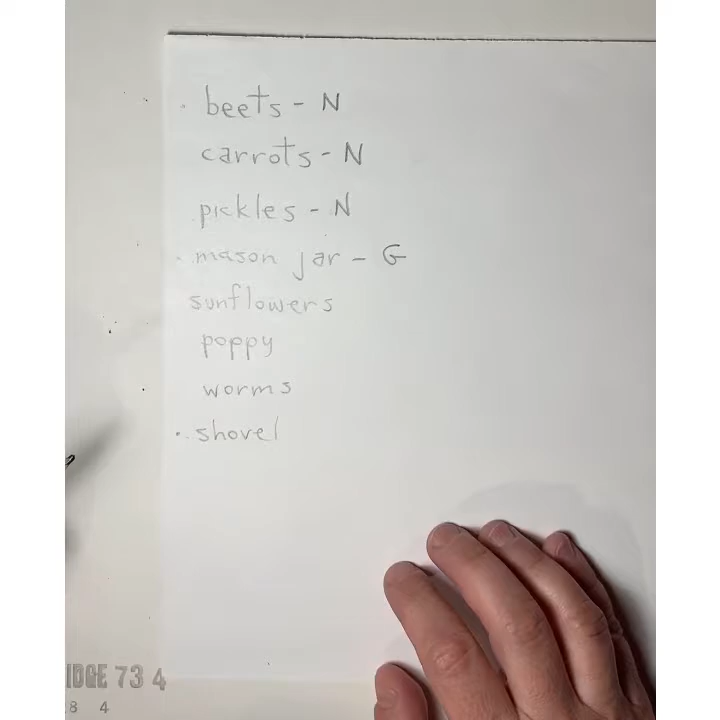 • beets - N
carrots - N
pickles - N
• mason jar - G
sunflowers
poppy
worms
• shovel
IDGE 73 4
8 4